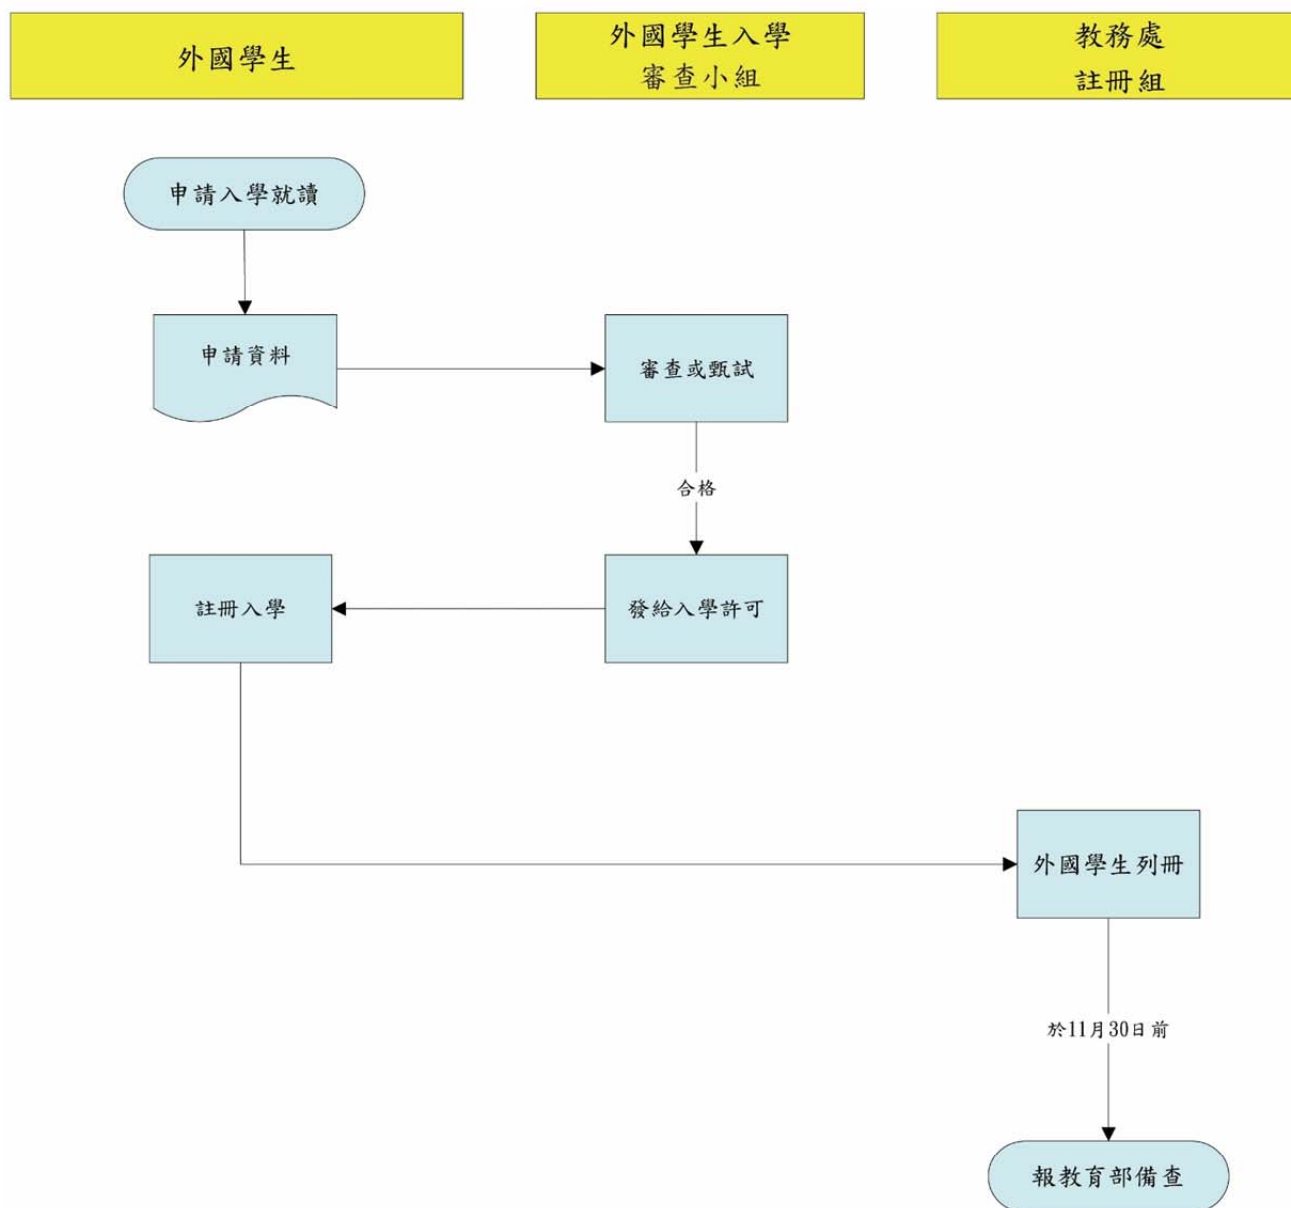 外國學生
外國學生入學
審查小組
教務處
註冊組
申請入學就讀
申請資料
審查或甄試
合格
註冊入學
發給入學許可
外國學生列冊
於11月30日前
報教育部備查